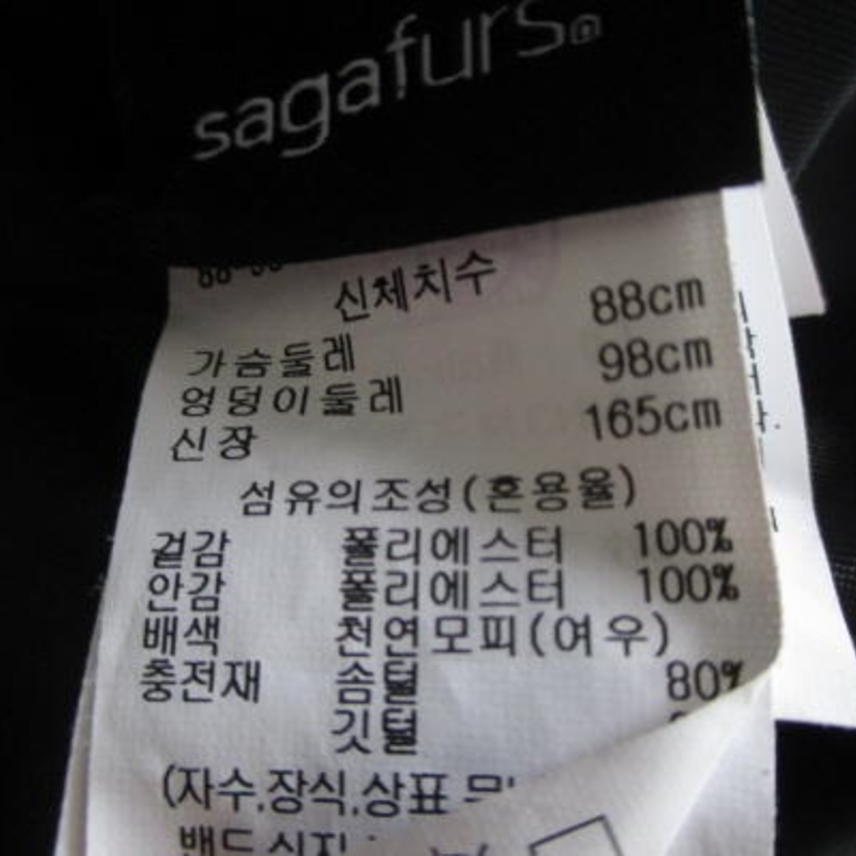 sagafurs
신체치수
가슴둘레 88cm
엉덩이둘레 98cm
신장 165cm
섬유의조성(혼용율)
겉감 폴리에스터 100%
안감 폴리에스터 100%
배색 천연모피(여우)
충전재 솜털 80%
깃털
(자수,장식,상표
밴드